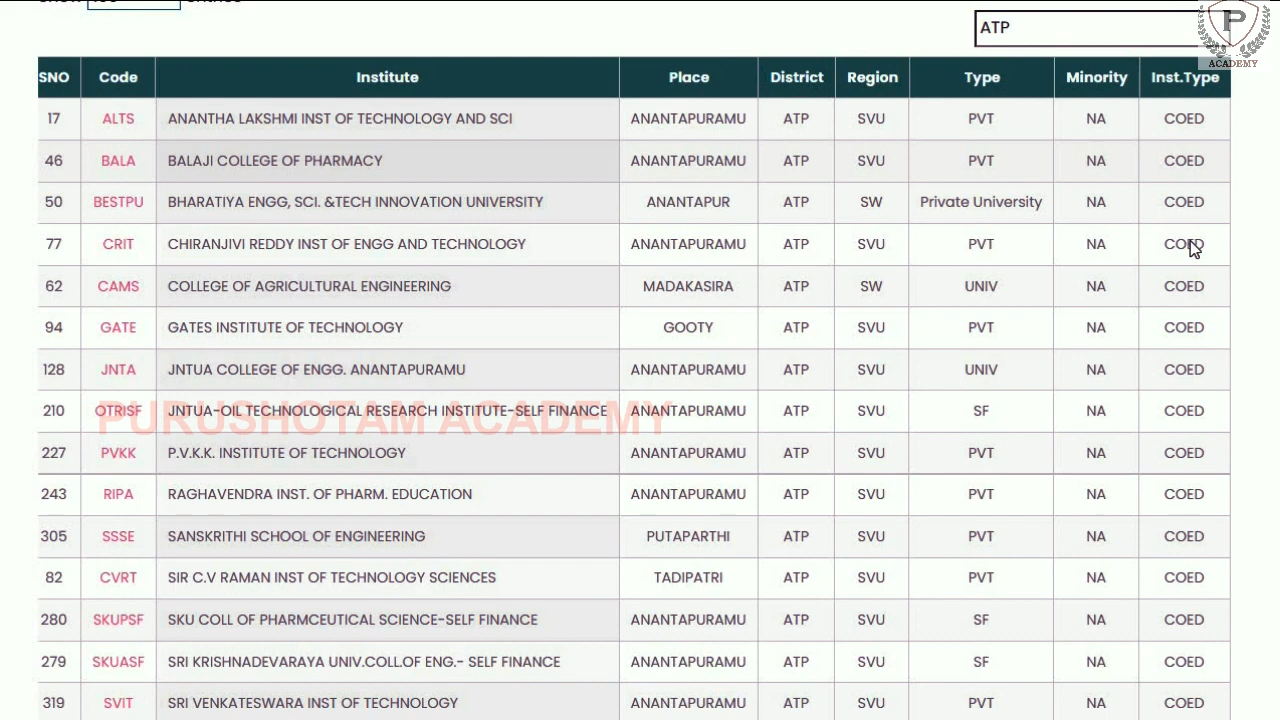 ATP
P
ACADEMY
SNO Code Institute Place District Region Type Minority Inst.Type
17 ALTS ANANTHA LAKSHMI INST OF TECHNOLOGY AND SCI ANANTAPURAMU ATP SVU PVT NA COED
46 BALA BALAJI COLLEGE OF PHARMACY ANANTAPURAMU ATP SVU PVT NA COED
50 BESTPU BHARATIYA ENGG, SCI. &TECH INNOVATION UNIVERSITY ANANTAPUR ATP SW Private University NA COED
77 CRIT CHIRANJIVI REDDY INST OF ENGG AND TECHNOLOGY ANANTAPURAMU ATP SVU PVT NA COED
62 CAMS COLLEGE OF AGRICULTURAL ENGINEERING MADAKASIRA ATP SW UNIV NA COED
94 GATE GATES INSTITUTE OF TECHNOLOGY GOOTY ATP SVU PVT NA COED
128 JNTA JNTUA COLLEGE OF ENGG. ANANTAPURAMU ANANTAPURAMU ATP SVU UNIV NA COED
210 OTRISF JNTUA-OIL TECHNOLOGICAL RESEARCH INSTITUTE-SELF FINANCE ANANTAPURAMU ATP SVU SF NA COED
PURUSHOTAM ACADEMY
227 PVKK P.V.K.K. INSTITUTE OF TECHNOLOGY ANANTAPURAMU ATP SVU PVT NA COED
243 RIPA RAGHAVENDRA INST. OF PHARM. EDUCATION ANANTAPURAMU ATP SVU PVT NA COED
305 SSSE SANSKRITHI SCHOOL OF ENGINEERING PUTAPARTHI ATP SVU PVT NA COED
82 CVRT SIR C.V RAMAN INST OF TECHNOLOGY SCIENCES TADIPATRI ATP SVU PVT NA COED
280 SKUPSF SKU COLL OF PHARMCEUTICAL SCIENCE-SELF FINANCE ANANTAPURAMU ATP SVU SF NA COED
279 SKUASF SRI KRISHNADEVARAYA UNIV.COLL.OF ENG.- SELF FINANCE ANANTAPURAMU ATP SVU SF NA COED
319 SVIT SRI VENKATESWARA INST OF TECHNOLOGY ANANTAPURAMU ATP SVU PVT NA COED